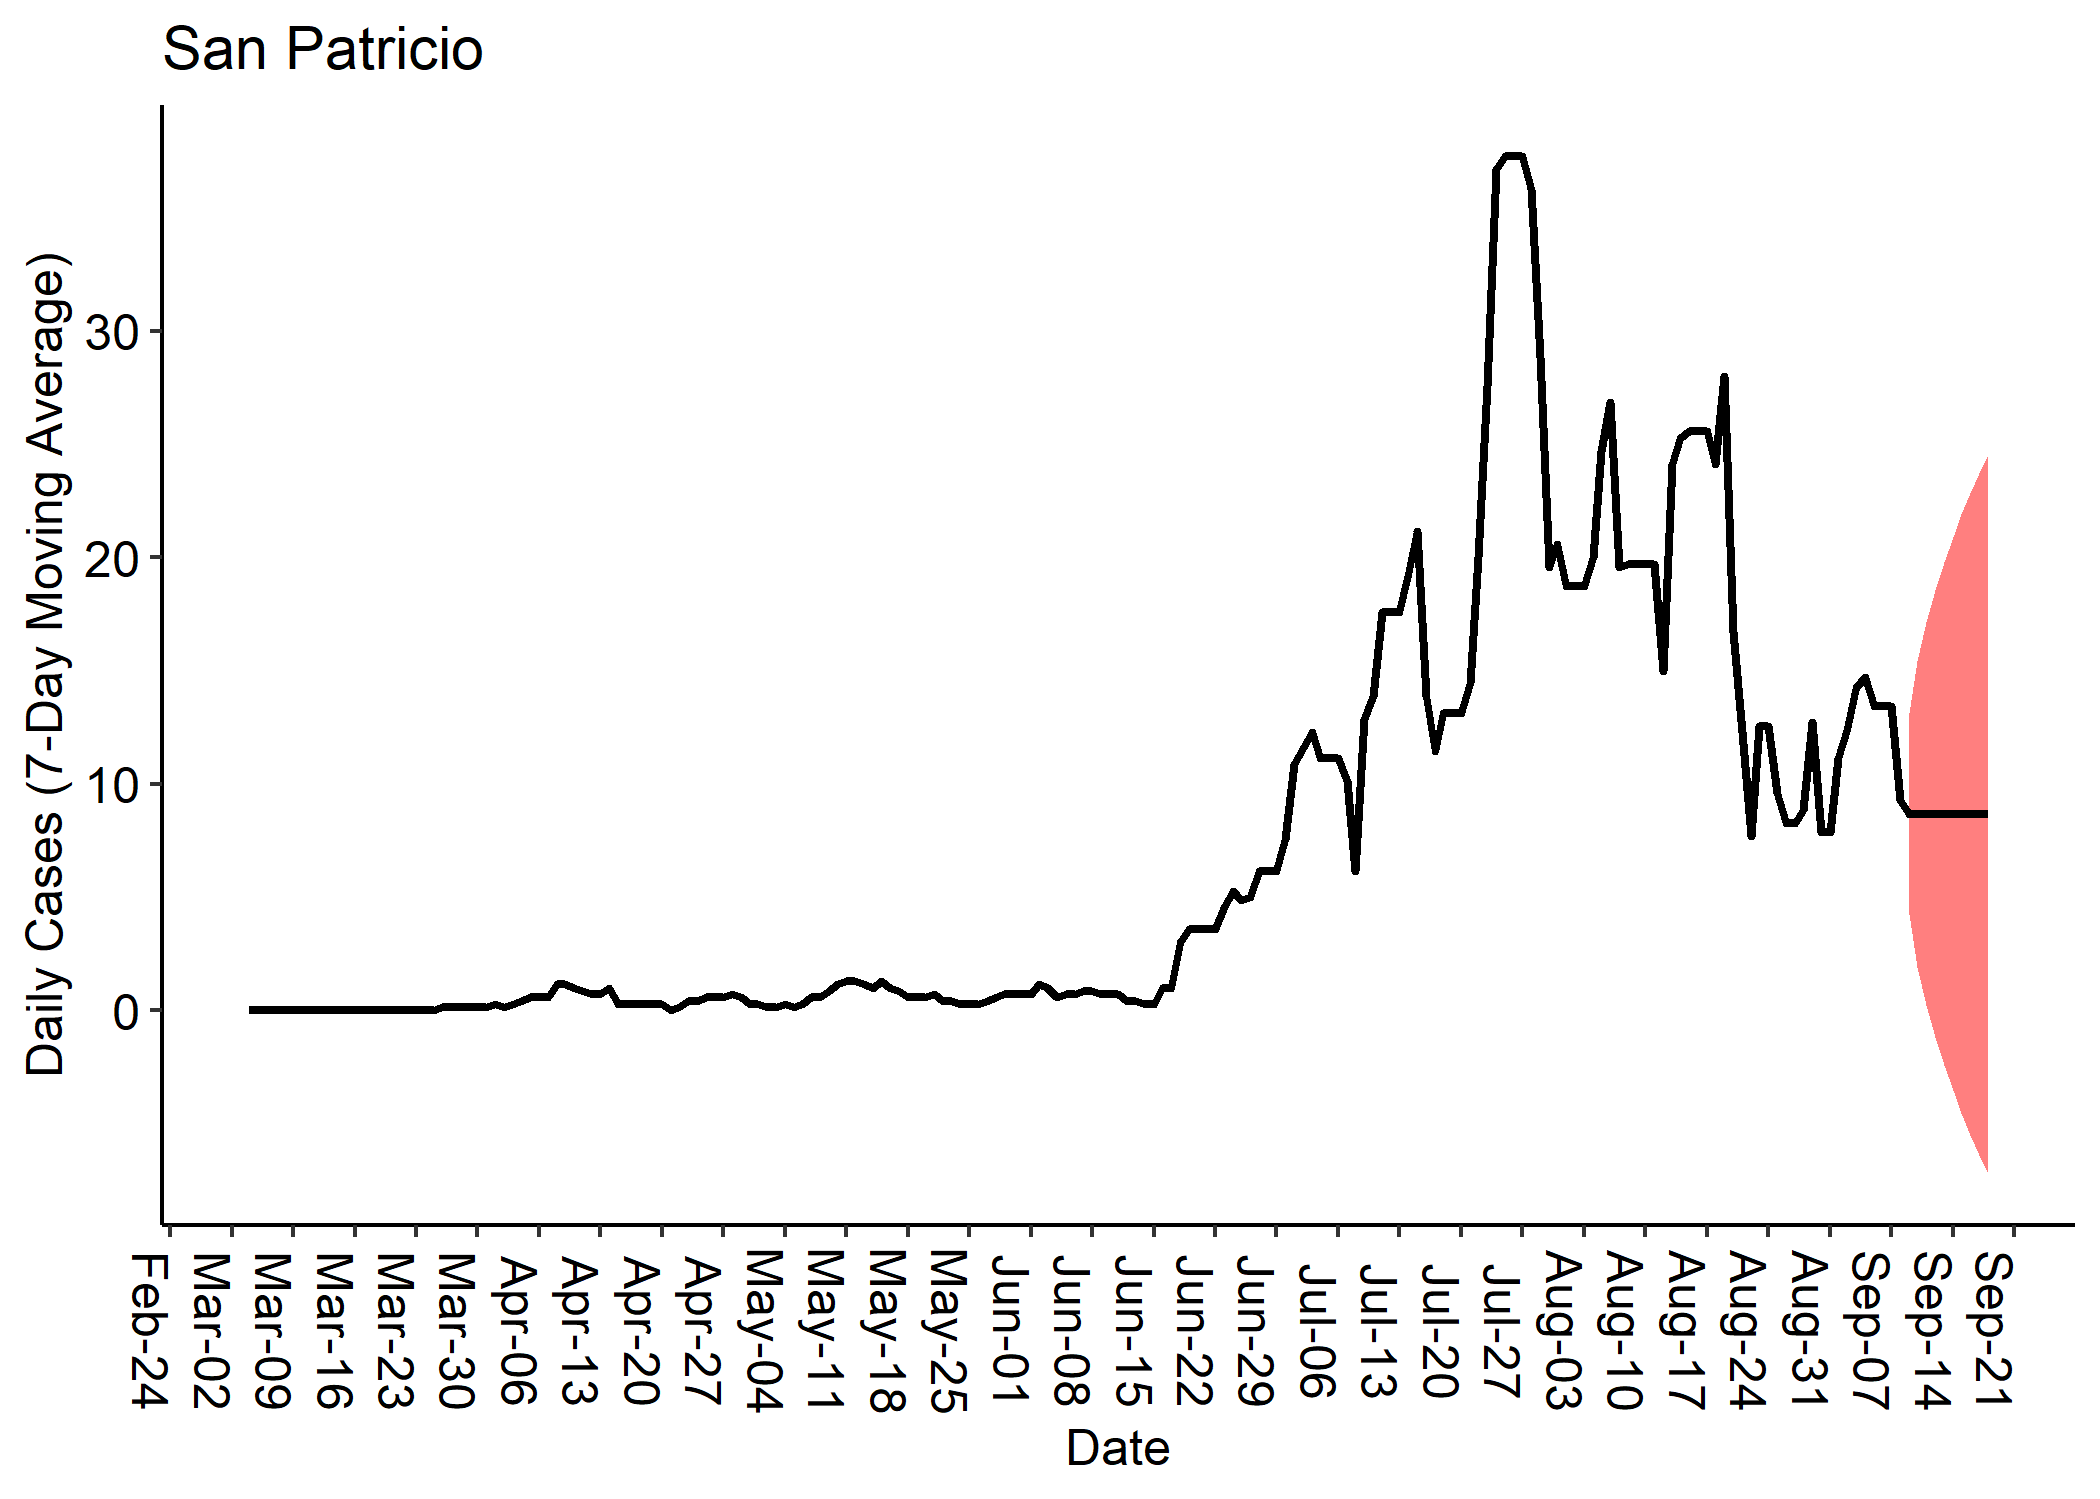 San Patricio
Daily Cases (7-Day Moving Average)
30
20
10
0
Feb-24
Mar-02
Mar-09
Mar-16
Mar-23
Mar-30
Apr-06
Apr-13
Apr-20
Apr-27
May-04
May-11
May-18
May-25
Jun-01
Jun-08
Jun-15
Jun-22
Jun-29
Jul-06
Jul-13
Jul-20
Jul-27
Aug-03
Aug-10
Aug-17
Aug-24
Aug-31
Sep-07
Sep-14
Sep-21
Date